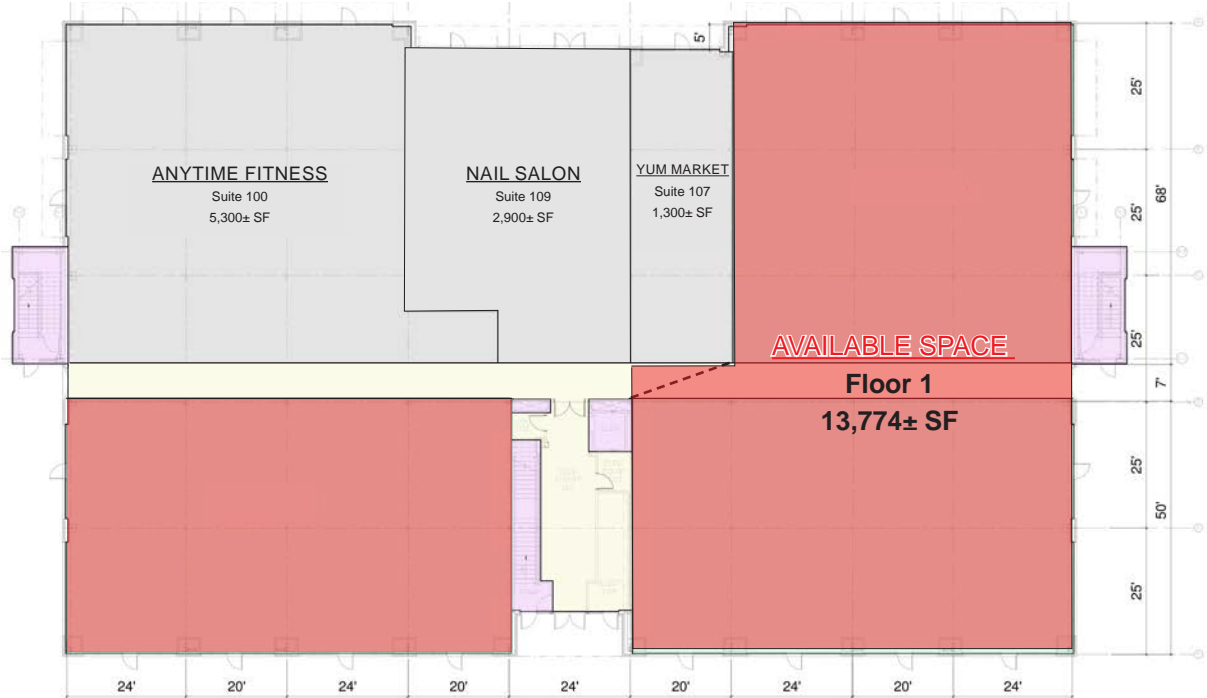 5'
25'
ANYTIME FITNESS
Suite 100
5,300± SF
NAIL SALON
Suite 109
2,900± SF
YUM MARKET
Suite 107
1,300± SF
25'
68'
25'
AVAILABLE SPACE
Floor 1
13,774± SF
7'
25'
50'
25'
24'
20'
24'
20'
24'
20'
24'
20'
24'